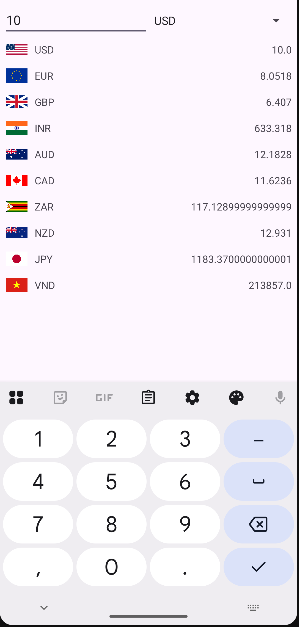 10 USD
USD 10.0
EUR 8.0518
GBP 6.407
INR 633.318
AUD 12.1828
CAD 11.6236
ZAR 117.12899999999999
NZD 12.931
JPY 1183.3700000000001
VND 213857.0
GIF
1 2 3 –
4 5 6
7 8 9
, 0 .